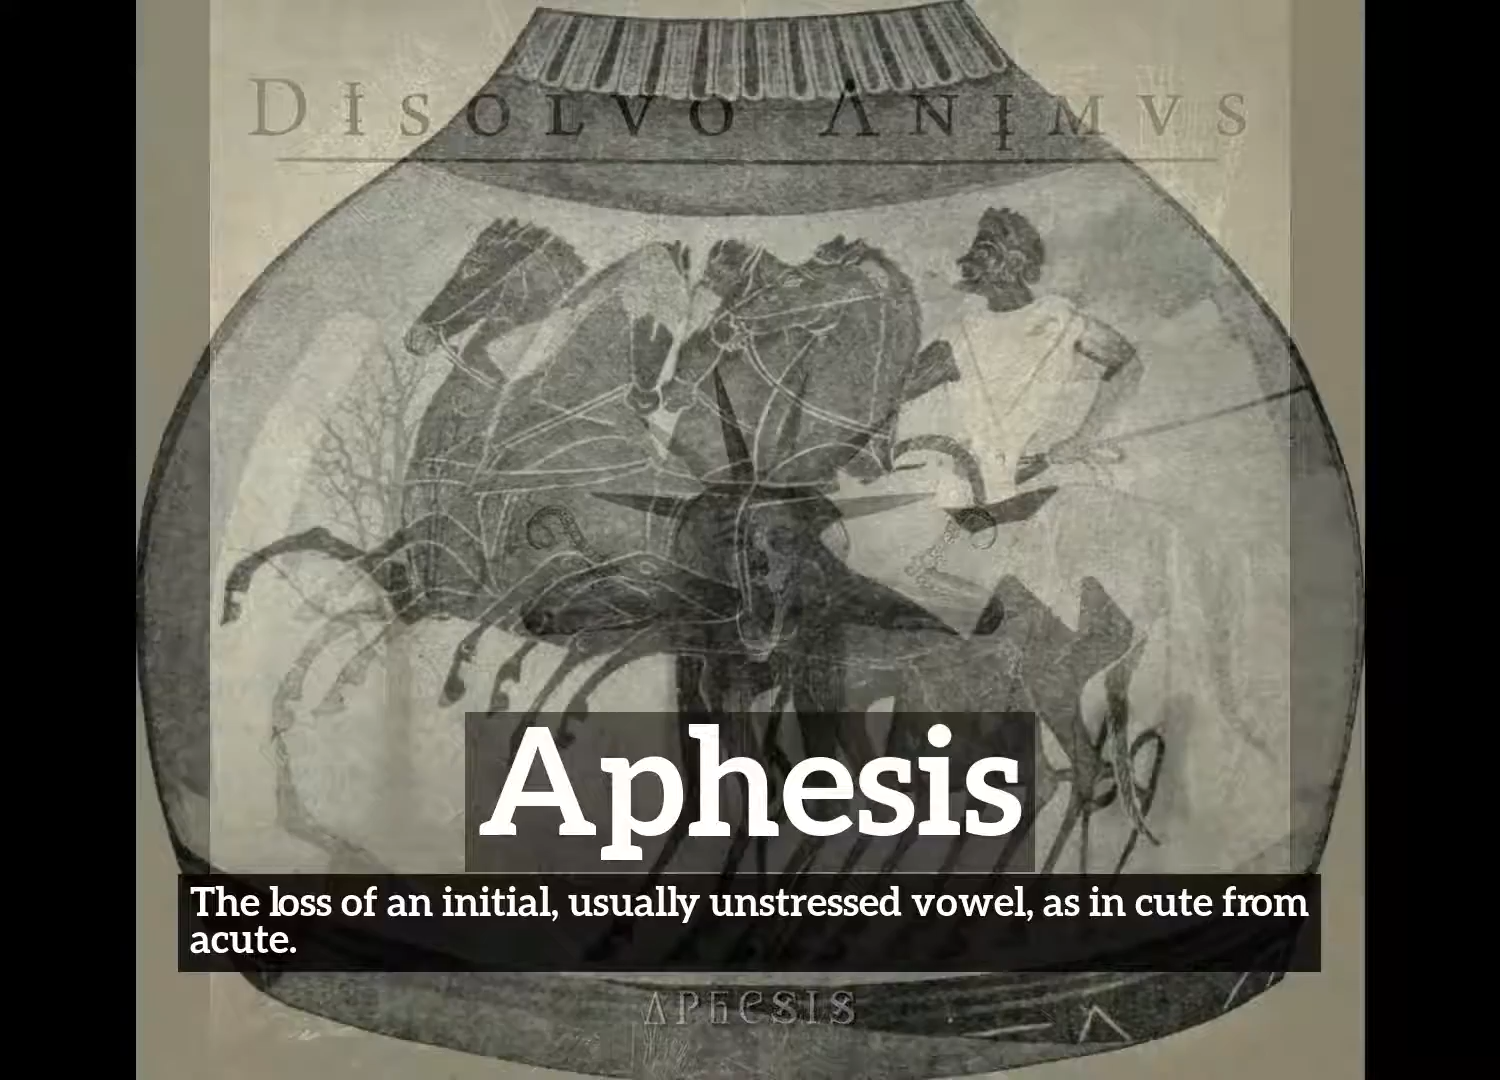 DISOLVO ANIMVS
Aphesis
The loss of an initial, usually unstressed vowel, as in cute from
acute.
APHESIS